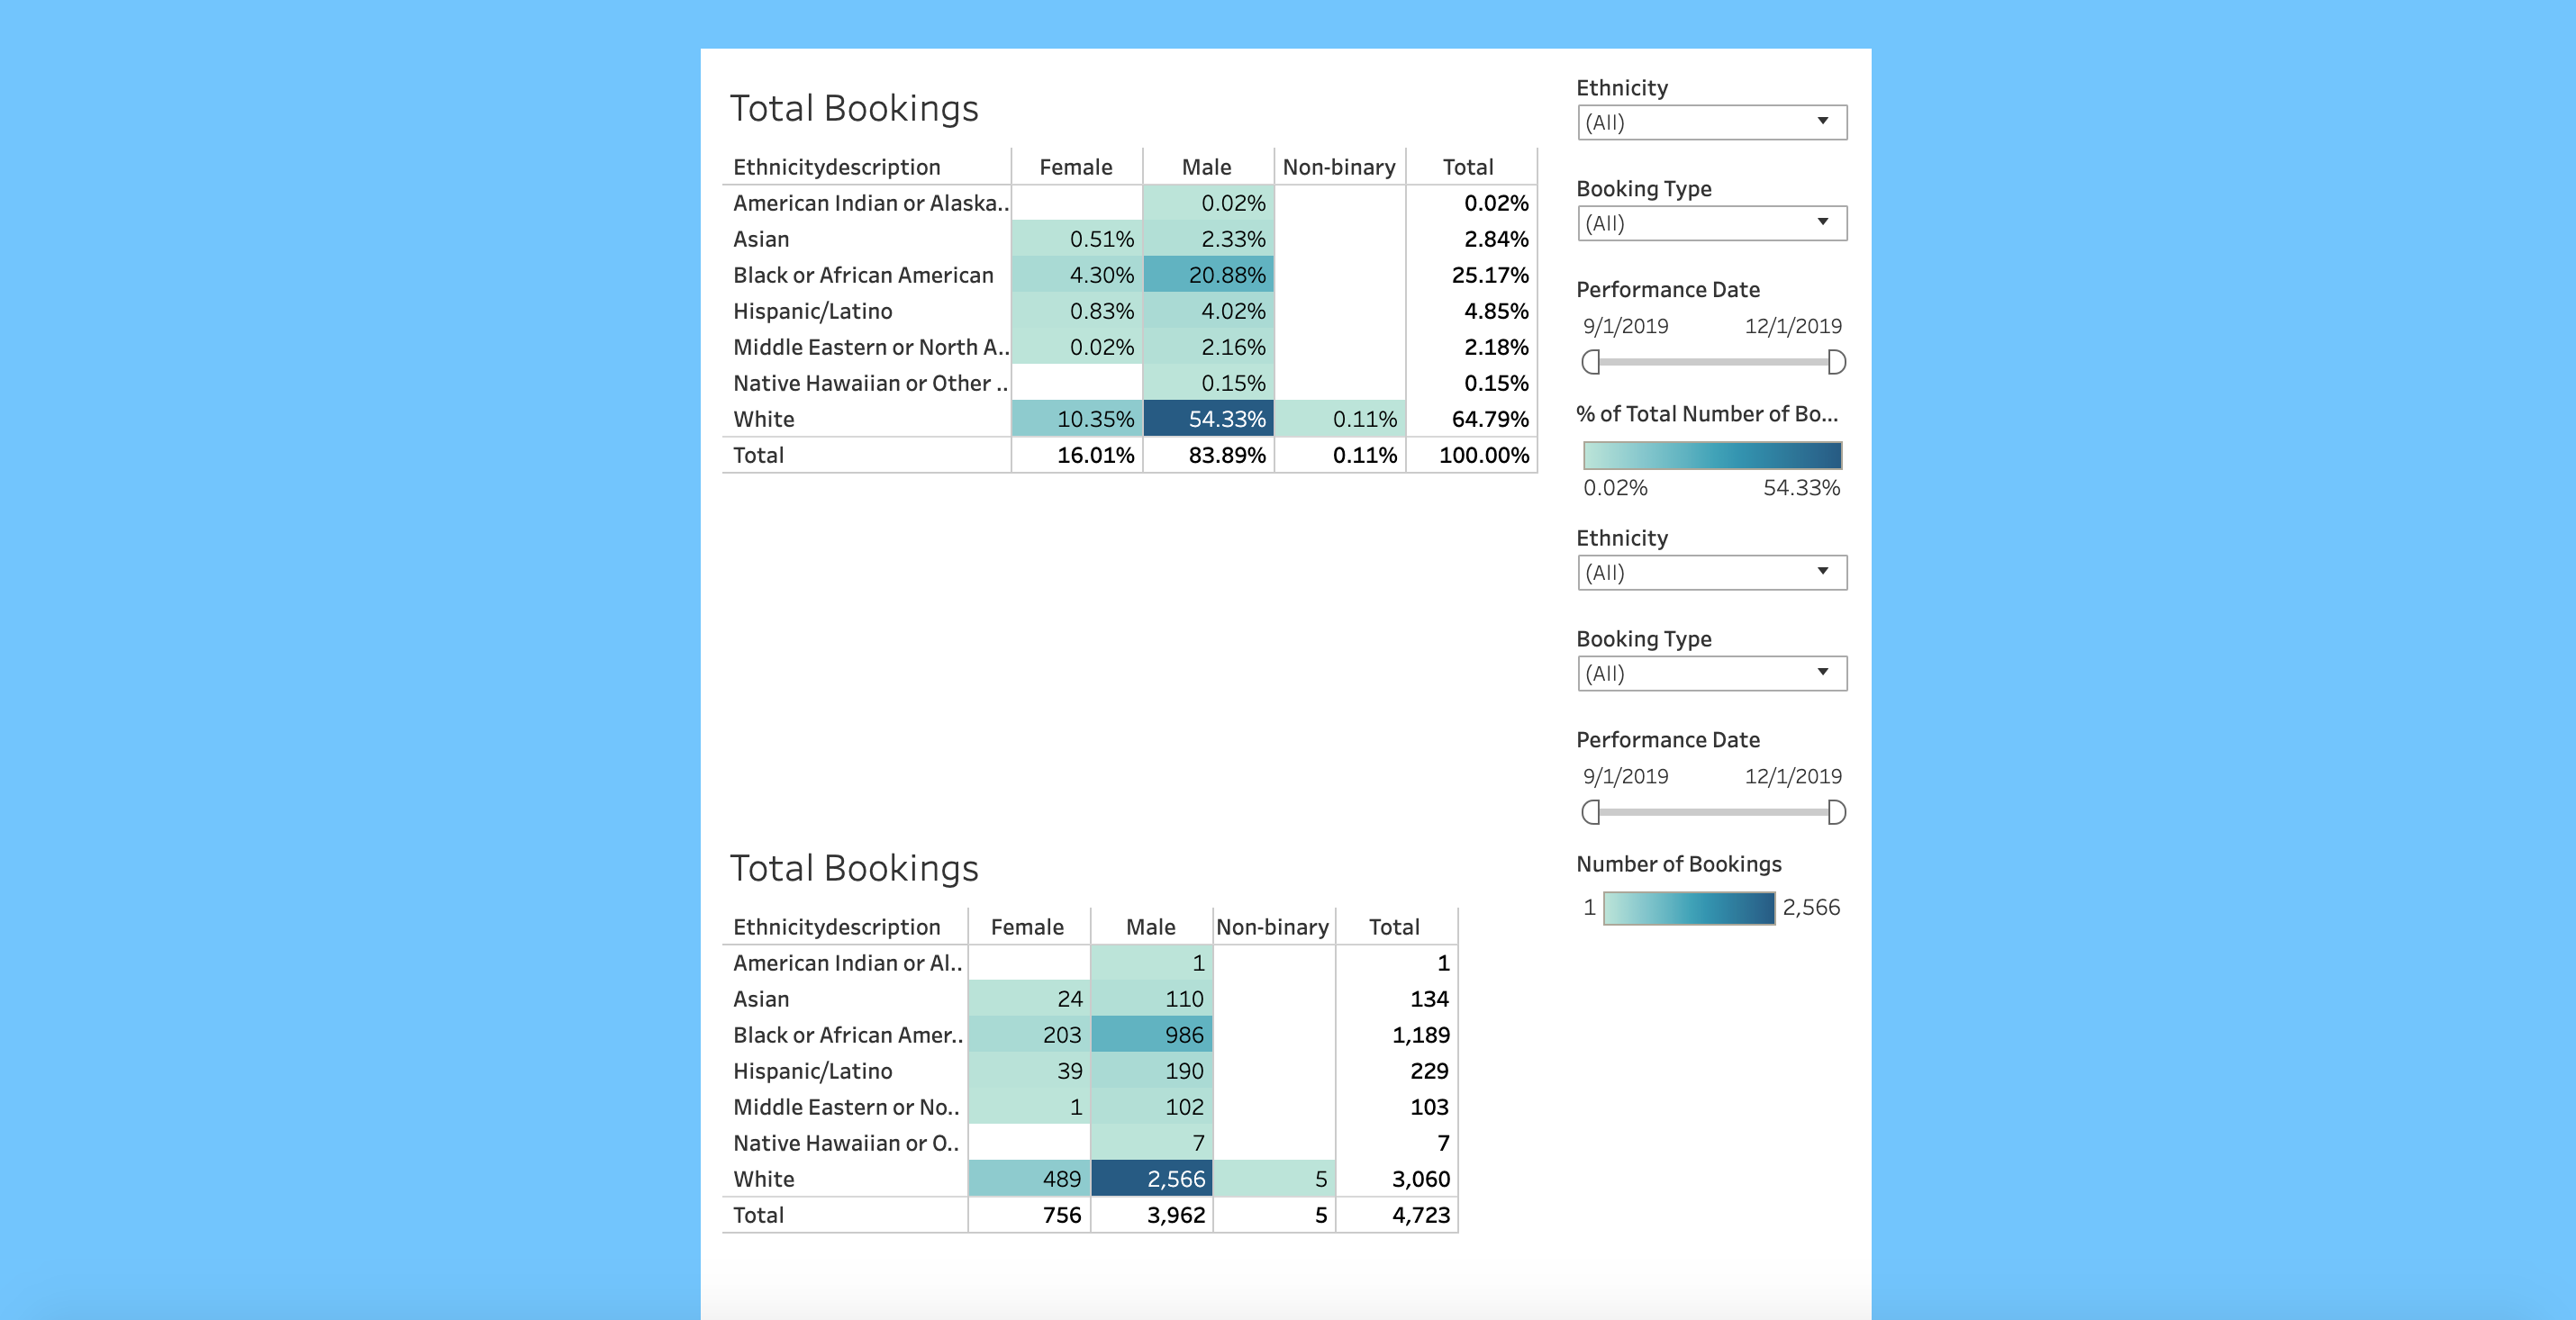 Total Bookings
Ethnicitydescription Female Male Non-binary Total
American Indian or Alaska.. 0.02% 0.02%
Asian 0.51% 2.33% 2.84%
Black or African American 4.30% 20.88% 25.17%
Hispanic/Latino 0.83% 4.02% 4.85%
Middle Eastern or North A.. 0.02% 2.16% 2.18%
Native Hawaiian or Other .. 0.15% 0.15%
White 10.35% 54.33% 0.11% 64.79%
Total 16.01% 83.89% 0.11% 100.00%
Ethnicity
(All)
Booking Type
(All)
Performance Date
9/1/2019 12/1/2019
% of Total Number of Bo...
0.02% 54.33%
Ethnicity
(All)
Booking Type
(All)
Performance Date
9/1/2019 12/1/2019
Number of Bookings
1 2,566
Total Bookings
Ethnicitydescription Female Male Non-binary Total
American Indian or Al.. 1 1
Asian 24 110 134
Black or African Amer.. 203 986 1,189
Hispanic/Latino 39 190 229
Middle Eastern or No.. 1 102 103
Native Hawaiian or O.. 7 7
White 489 2,566 5 3,060
Total 756 3,962 5 4,723